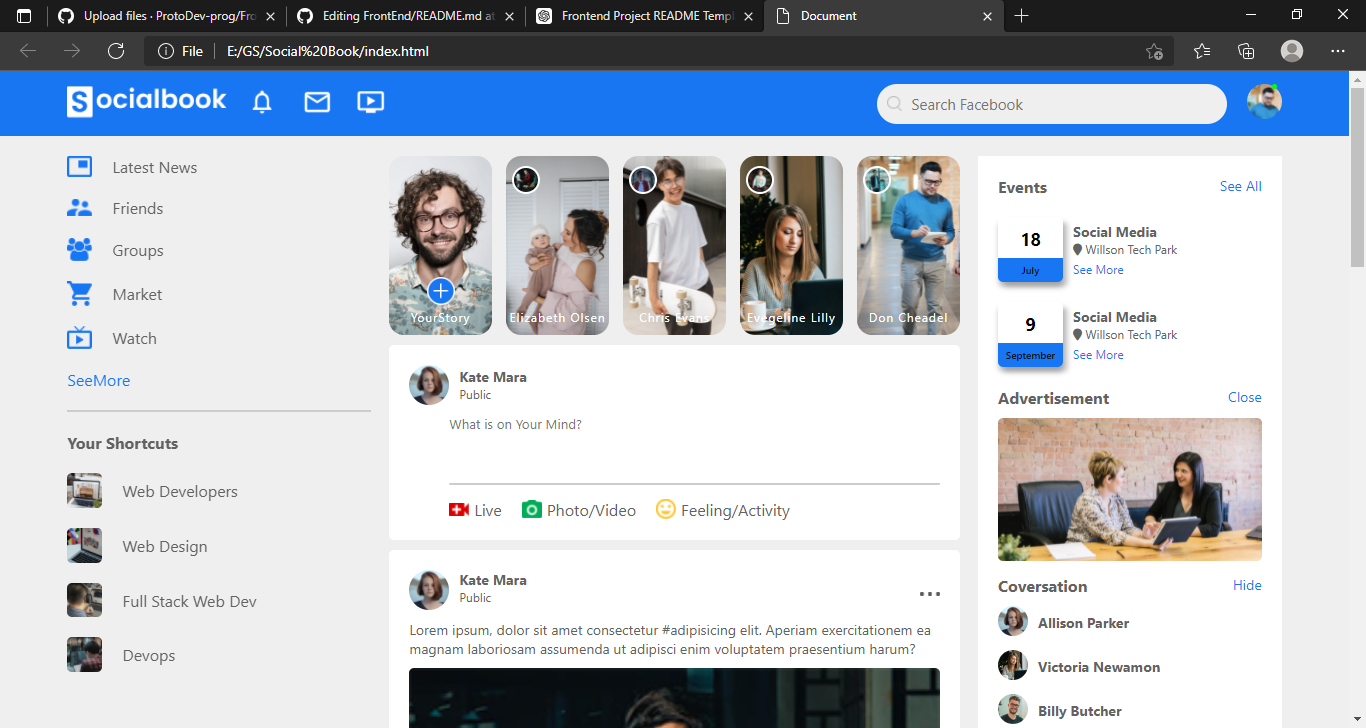 Upload files · ProtoDev-prog/Fro
Editing FrontEnd/README.md at
Frontend Project README Templ
Document
File
E:/GS/Social%20Book/index.html
Socialbook
Search Facebook
Latest News
Friends
Groups
Market
Watch
SeeMore
Your Shortcuts
Web Developers
Web Design
Full Stack Web Dev
Devops
YourStory
Elizabeth Olsen
Chris Evans
Evegeline Lilly
Don Cheadel
Kate Mara
Public
What is on Your Mind?
Live
Photo/Video
Feeling/Activity
Kate Mara
Public
Lorem ipsum, dolor sit amet consectetur #adipisicing elit. Aperiam exercitationem ea
magnam laboriosam assumenda ut adipisci enim voluptatem praesentium harum?
Events
See All
18
July
Social Media
Willson Tech Park
See More
9
September
Social Media
Willson Tech Park
See More
Advertisement
Close
Coversation
Hide
Allison Parker
Victoria Newamon
Billy Butcher